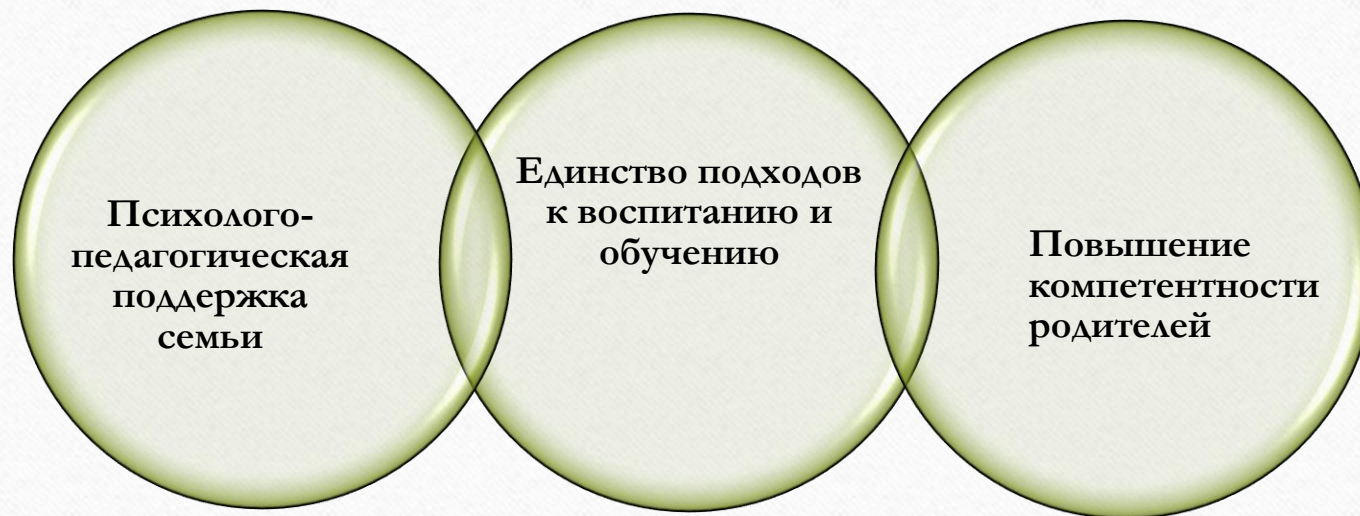 Психолого-
педагогическая
поддержка
семьи
Единство подходов
к воспитанию и
обучению
Повышение
компетентности
родителей